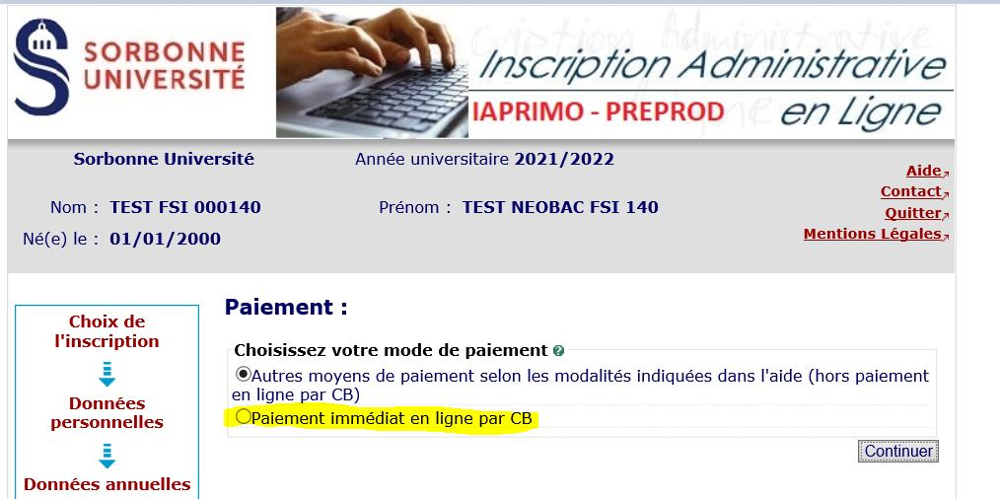 SORBONNE
UNIVERSITÉ
Inscription Administrative
IAPRIMO - PREPROD
en Ligne
Sorbonne Université
Année universitaire 2021/2022
Nom : TEST FSI 000140
Prénom : TEST NEOBAC FSI 140
Né(e) le : 01/01/2000
Aide
Contact
Quitter
Mentions Légales
Choix de
l'inscription
Données
personnelles
Données annuelles
Paiement :
Choisissez votre mode de paiement ?
Autres moyens de paiement selon les modalités indiquées dans l'aide (hors paiement
en ligne par CB)
Paiement immédiat en ligne par CB
Continuer